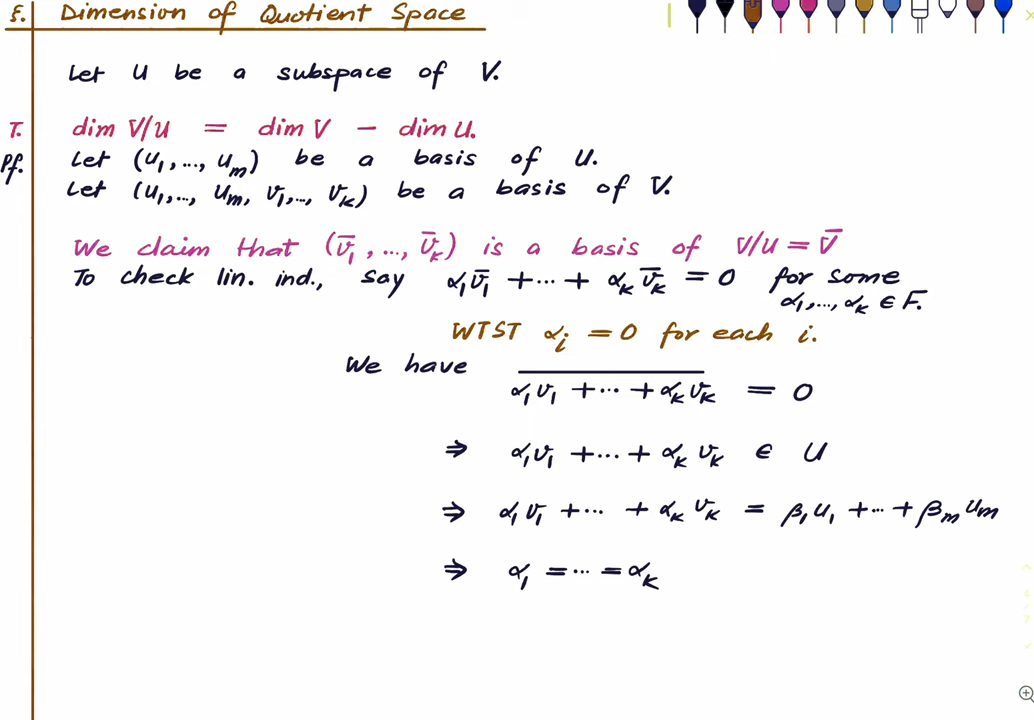 §. Dimension of Quotient Space
Let U be a subspace of V.
T. dim V/U = dim V − dim U.
Pf. Let (u₁,..., uₘ) be a basis of U.
Let (u₁,..., uₘ, v₁,..., vₖ) be a basis of V.
We claim that (v̄₁, ..., v̄ₖ) is a basis of V/U = V̄
To check lin. ind., say α₁v̄₁ + ··· + αₖv̄ₖ = 0 for some
α₁,..., αₖ ∈ F.
WTST αᵢ = 0 for each i.
We have \overline{α₁v₁ + ··· + αₖvₖ} = 0
⇒ α₁v₁ + ··· + αₖvₖ ∈ U
⇒ α₁v₁ + ··· + αₖvₖ = β₁u₁ + ··· + βₘuₘ
⇒ α₁ = ··· = αₖ